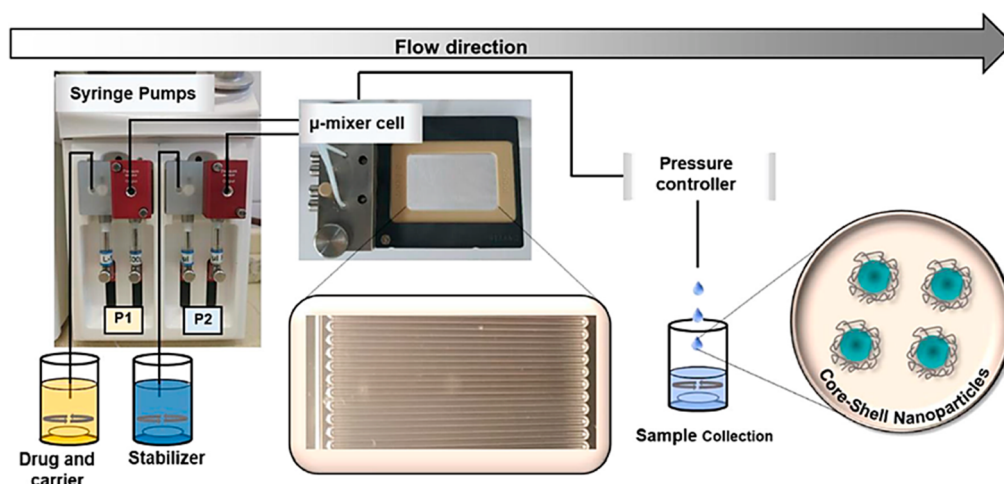 Flow direction
Syringe Pumps
µ-mixer cell
Pressure
controller
P1
P2
Drug and
carrier
Stabilizer
Sample Collection
Core-Shell Nanoparticles